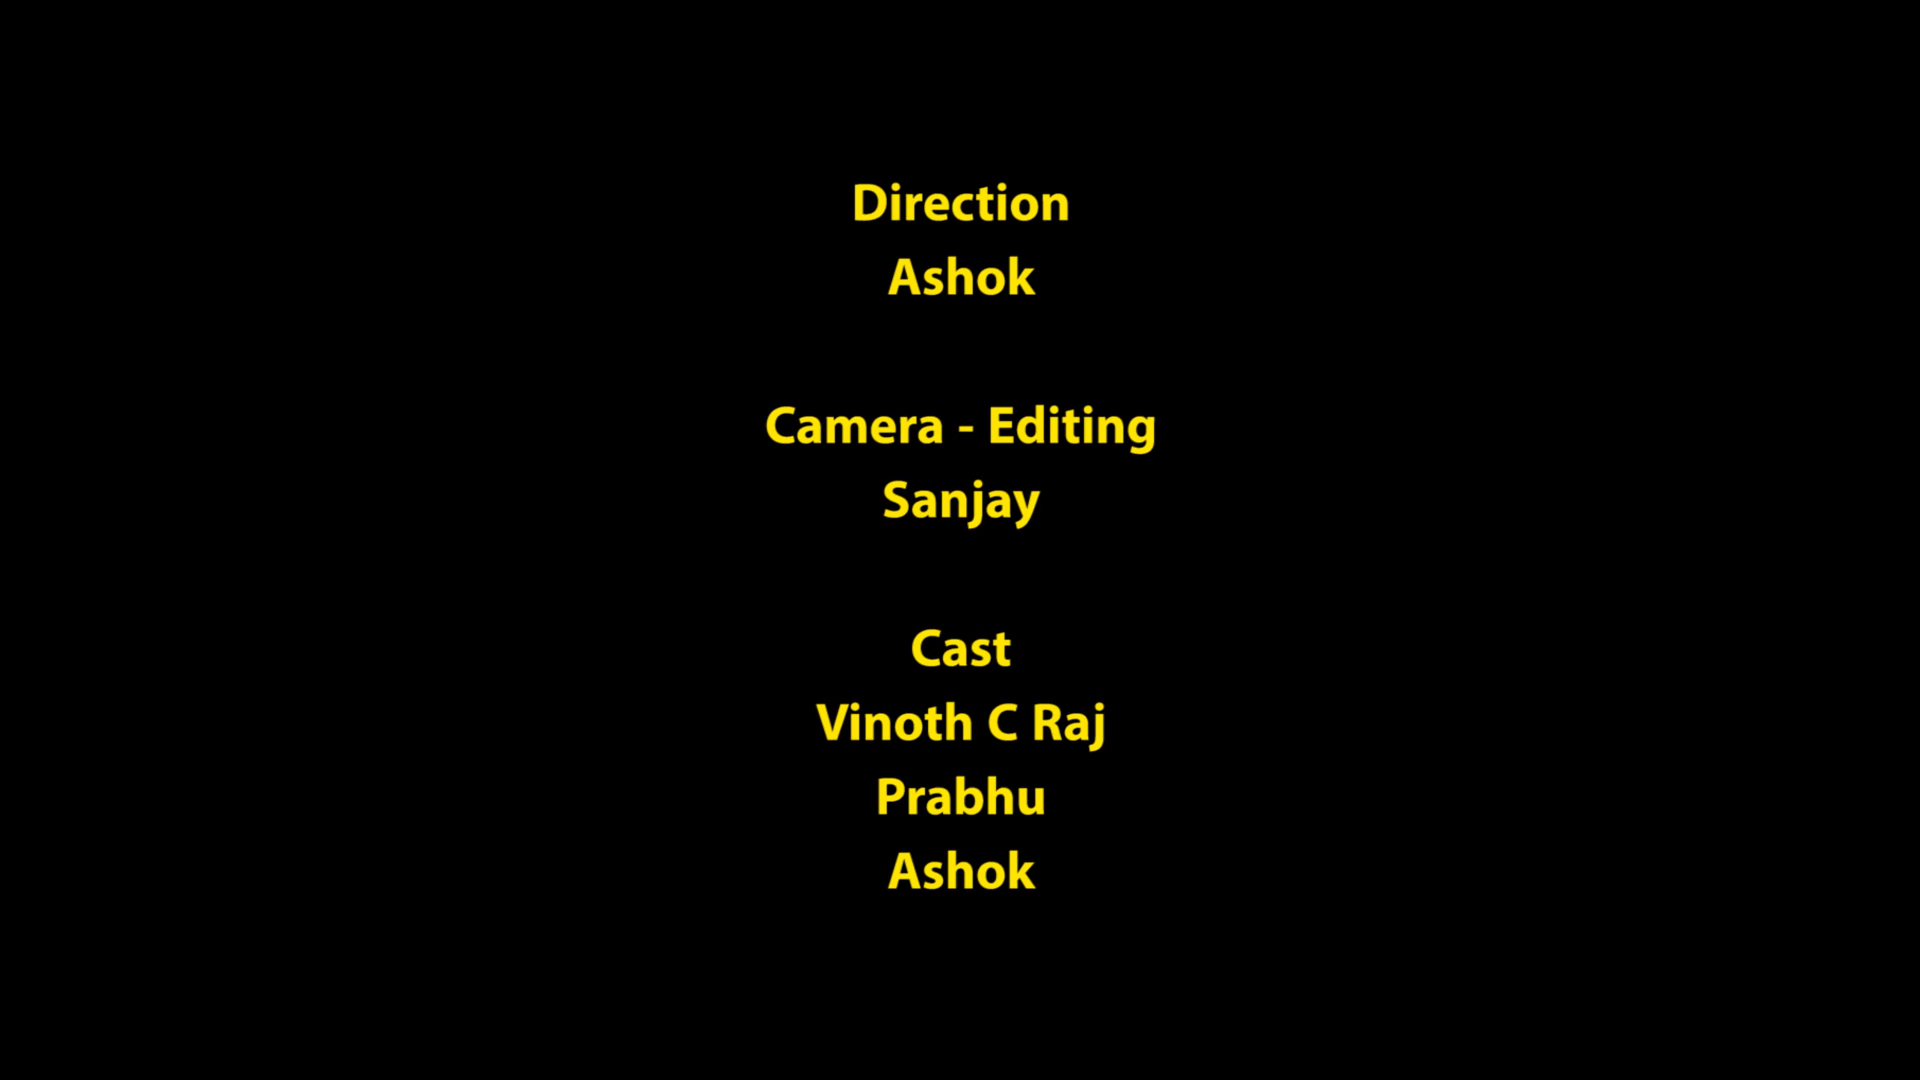 Direction
Ashok
Camera - Editing
Sanjay
Cast
Vinoth C Raj
Prabhu
Ashok